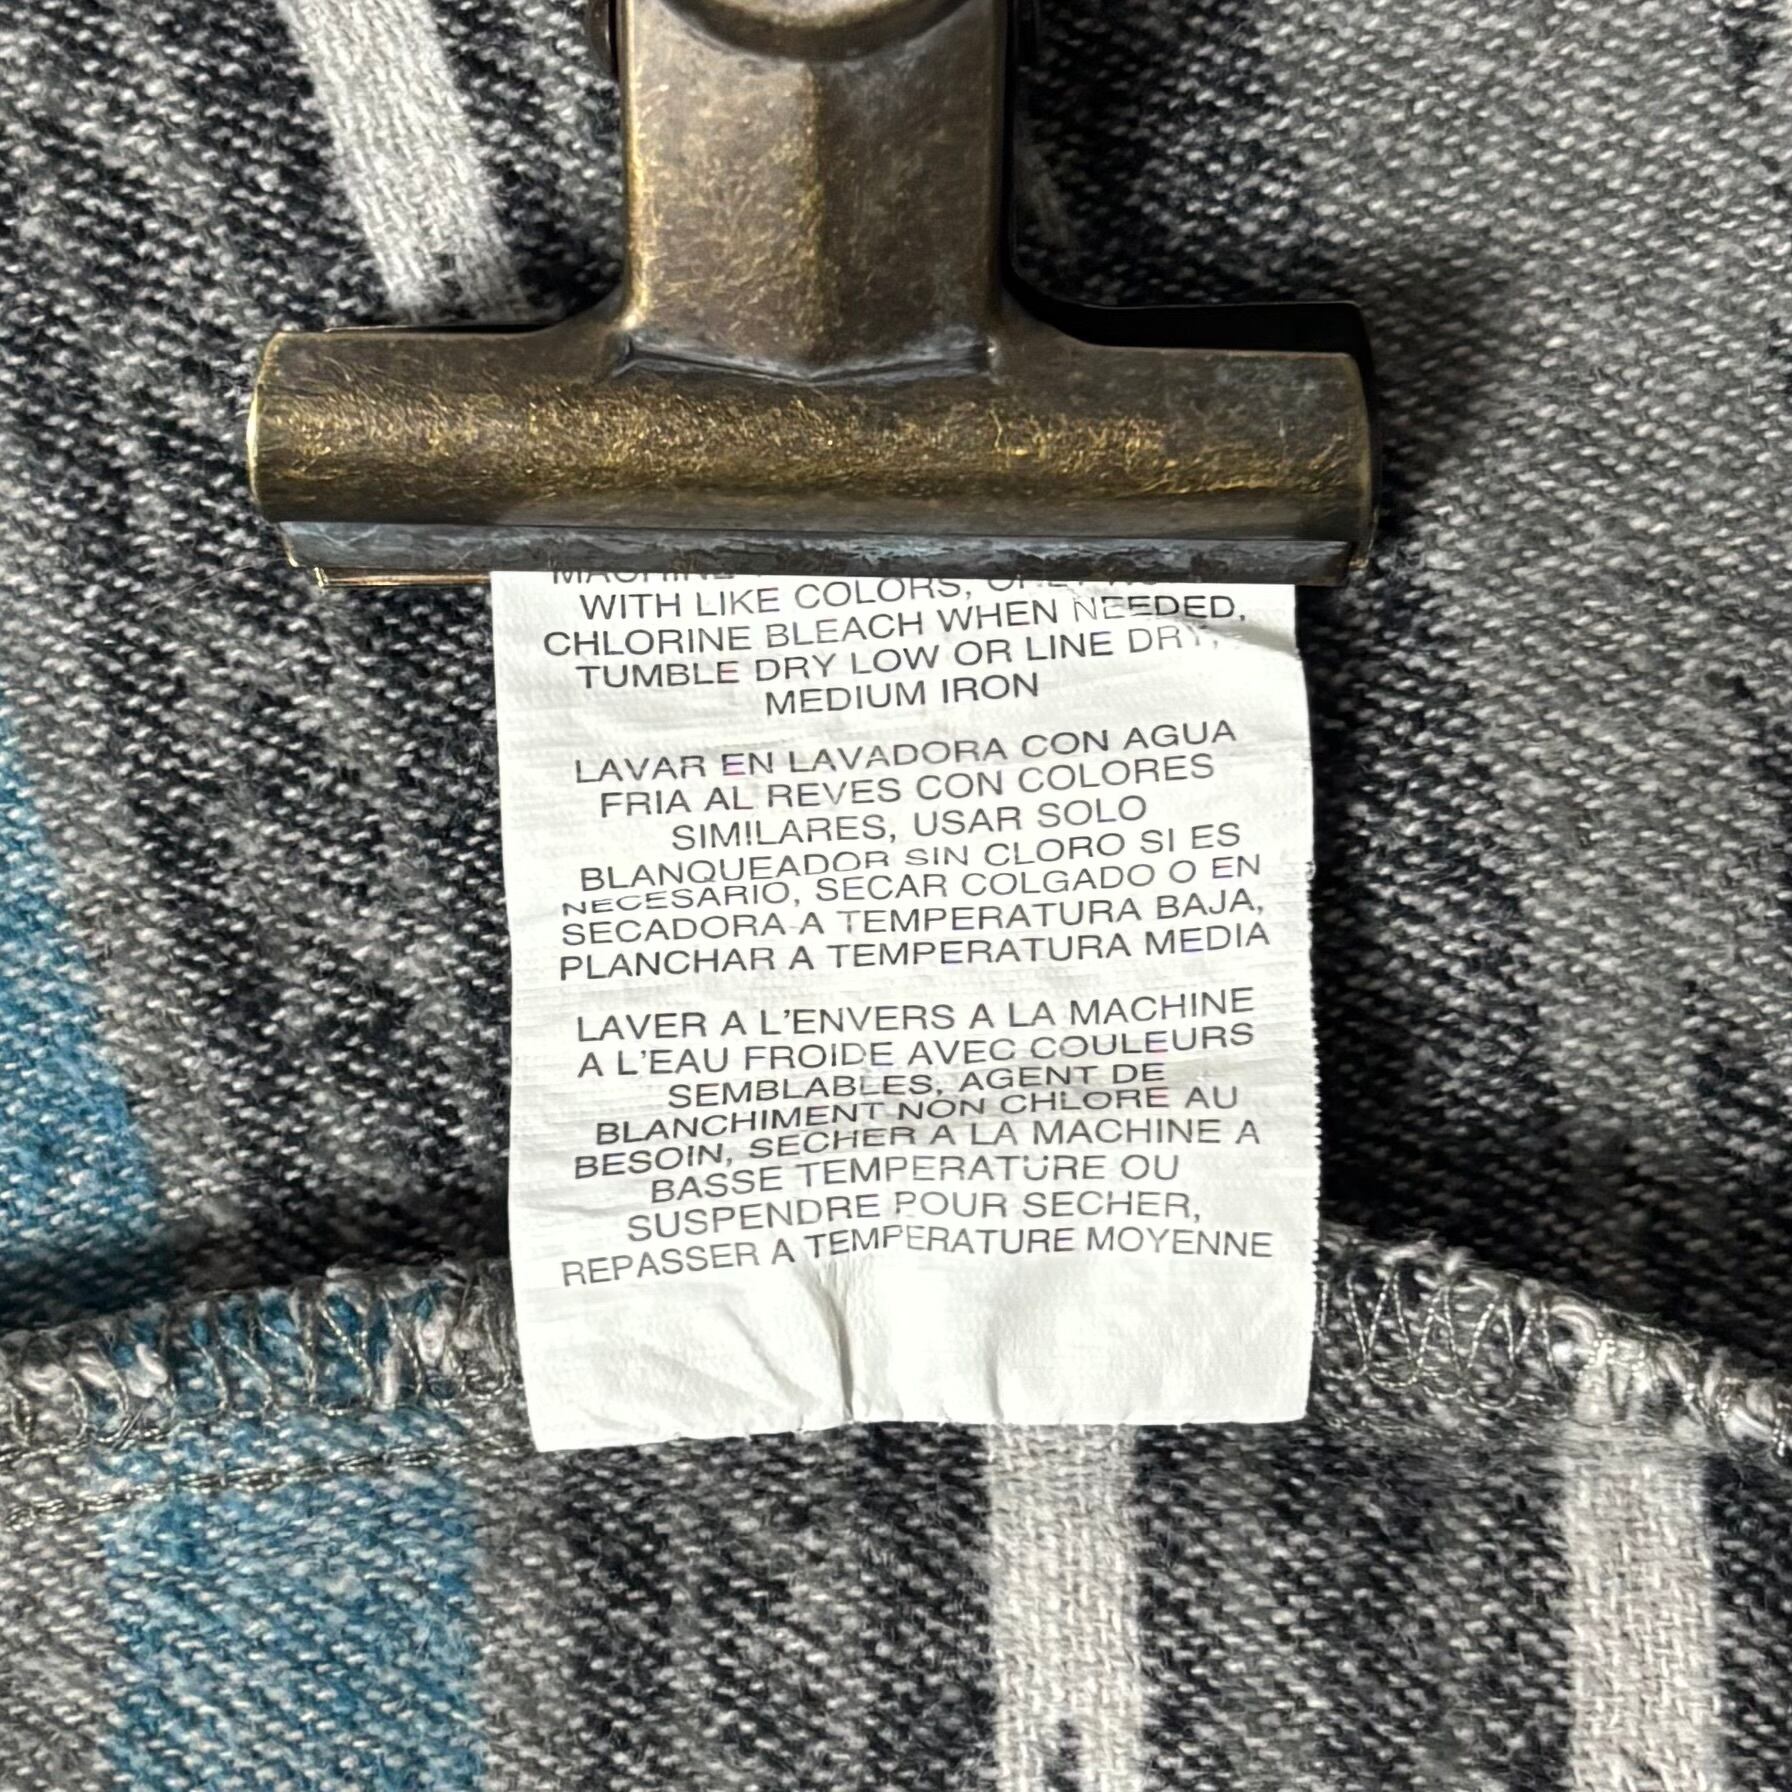 MACHINE
WITH LIKE COLORS, ONLY
CHLORINE BLEACH WHEN NEEDED,
TUMBLE DRY LOW OR LINE DRY,
MEDIUM IRON
LAVAR EN LAVADORA CON AGUA
FRIA AL REVES CON COLORES
SIMILARES, USAR SOLO
BLANQUEADOR SIN CLORO SI ES
NECESARIO, SECAR COLGADO O EN
SECADORA A TEMPERATURA BAJA,
PLANCHAR A TEMPERATURA MEDIA
LAVER A L'ENVERS A LA MACHINE
A L'EAU FROIDE AVEC COULEURS
SEMBLABLES, AGENT DE
BLANCHIMENT NON CHLORE AU
BESOIN, SECHER A LA MACHINE A
BASSE TEMPERATURE OU
SUSPENDRE POUR SECHER,
REPASSER A TEMPERATURE MOYENNE